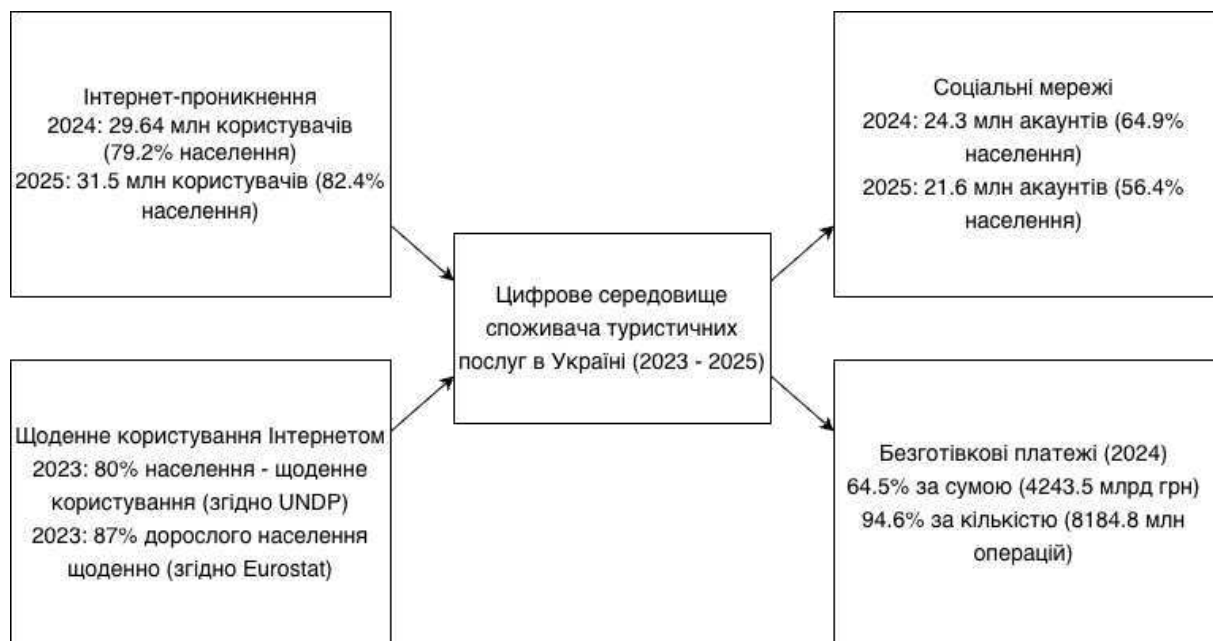 Інтернет-проникнення
2024: 29.64 млн користувачів
(79.2% населення)
2025: 31.5 млн користувачів (82.4%
населення)
Соціальні мережі
2024: 24.3 млн акаунтів (64.9%
населення)
2025: 21.6 млн акаунтів (56.4%
населення)
Цифрове середовище
споживача туристичних
послуг в Україні (2023 - 2025)
Щоденне користування Інтернетом
2023: 80% населення - щоденне
користування (згідно UNDP)
2023: 87% дорослого населення
щоденно (згідно Eurostat)
Безготівкові платежі (2024)
64.5% за сумою (4243.5 млрд грн)
94.6% за кількістю (8184.8 млн
операцій)